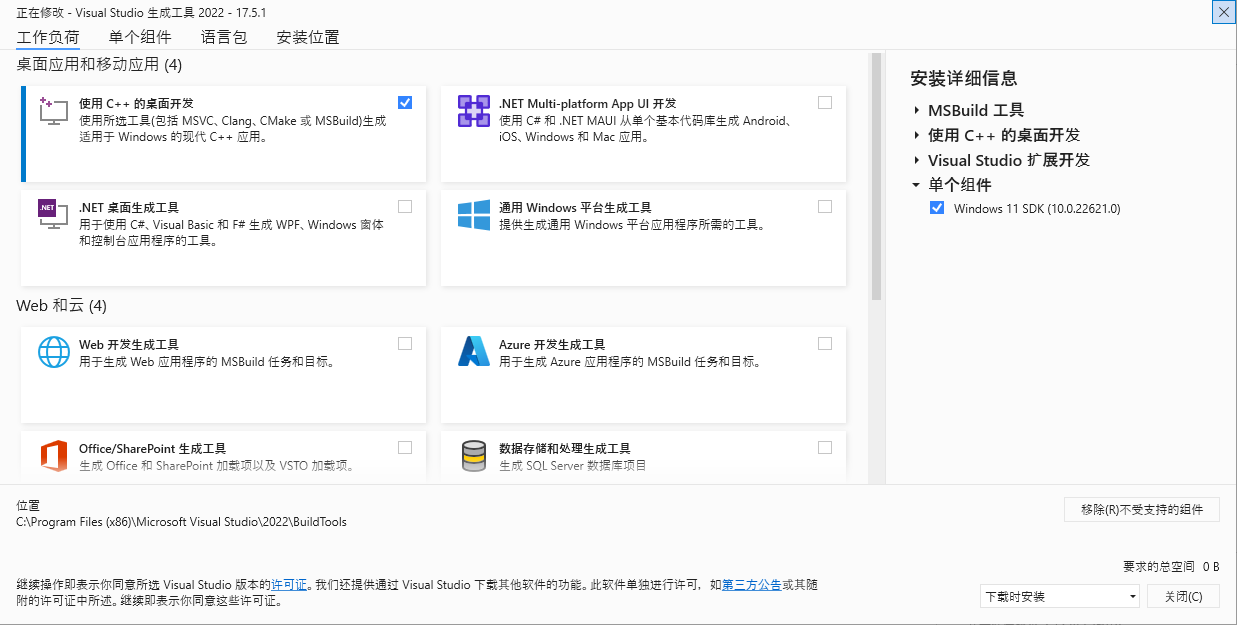 正在修改 - Visual Studio 生成工具 2022 - 17.5.1
工作负荷 单个组件 语言包 安装位置
桌面应用和移动应用 (4)
使用 C++ 的桌面开发
使用所选工具(包括 MSVC、Clang、CMake 或 MSBuild)生成
适用于 Windows 的现代 C++ 应用。
.NET Multi-platform App UI 开发
使用 C# 和 .NET MAUI 从单个基本代码库生成 Android、
iOS、Windows 和 Mac 应用。
.NET
.NET 桌面生成工具
用于使用 C#、Visual Basic 和 F# 生成 WPF、Windows 窗体
和控制台应用程序的工具。
通用 Windows 平台生成工具
提供生成通用 Windows 平台应用程序所需的工具。
Web 和云 (4)
Web 开发生成工具
用于生成 Web 应用程序的 MSBuild 任务和目标。
Azure 开发生成工具
用于生成 Azure 应用程序的 MSBuild 任务和目标。
Office/SharePoint 生成工具
生成 Office 和 SharePoint 加载项以及 VSTO 加载项。
数据存储和处理生成工具
生成 SQL Server 数据库项目
安装详细信息
MSBuild 工具
使用 C++ 的桌面开发
Visual Studio 扩展开发
单个组件
Windows 11 SDK (10.0.22621.0)
位置
C:\Program Files (x86)\Microsoft Visual Studio\2022\BuildTools
移除(R)不受支持的组件
要求的总空间 0 B
继续操作即表示你同意所选 Visual Studio 版本的许可证。我们还提供通过 Visual Studio 下载其他软件的功能。此软件单独进行许可，如第三方公告或其随
附的许可证中所述。继续即表示你同意这些许可证。
下载时安装
关闭(C)